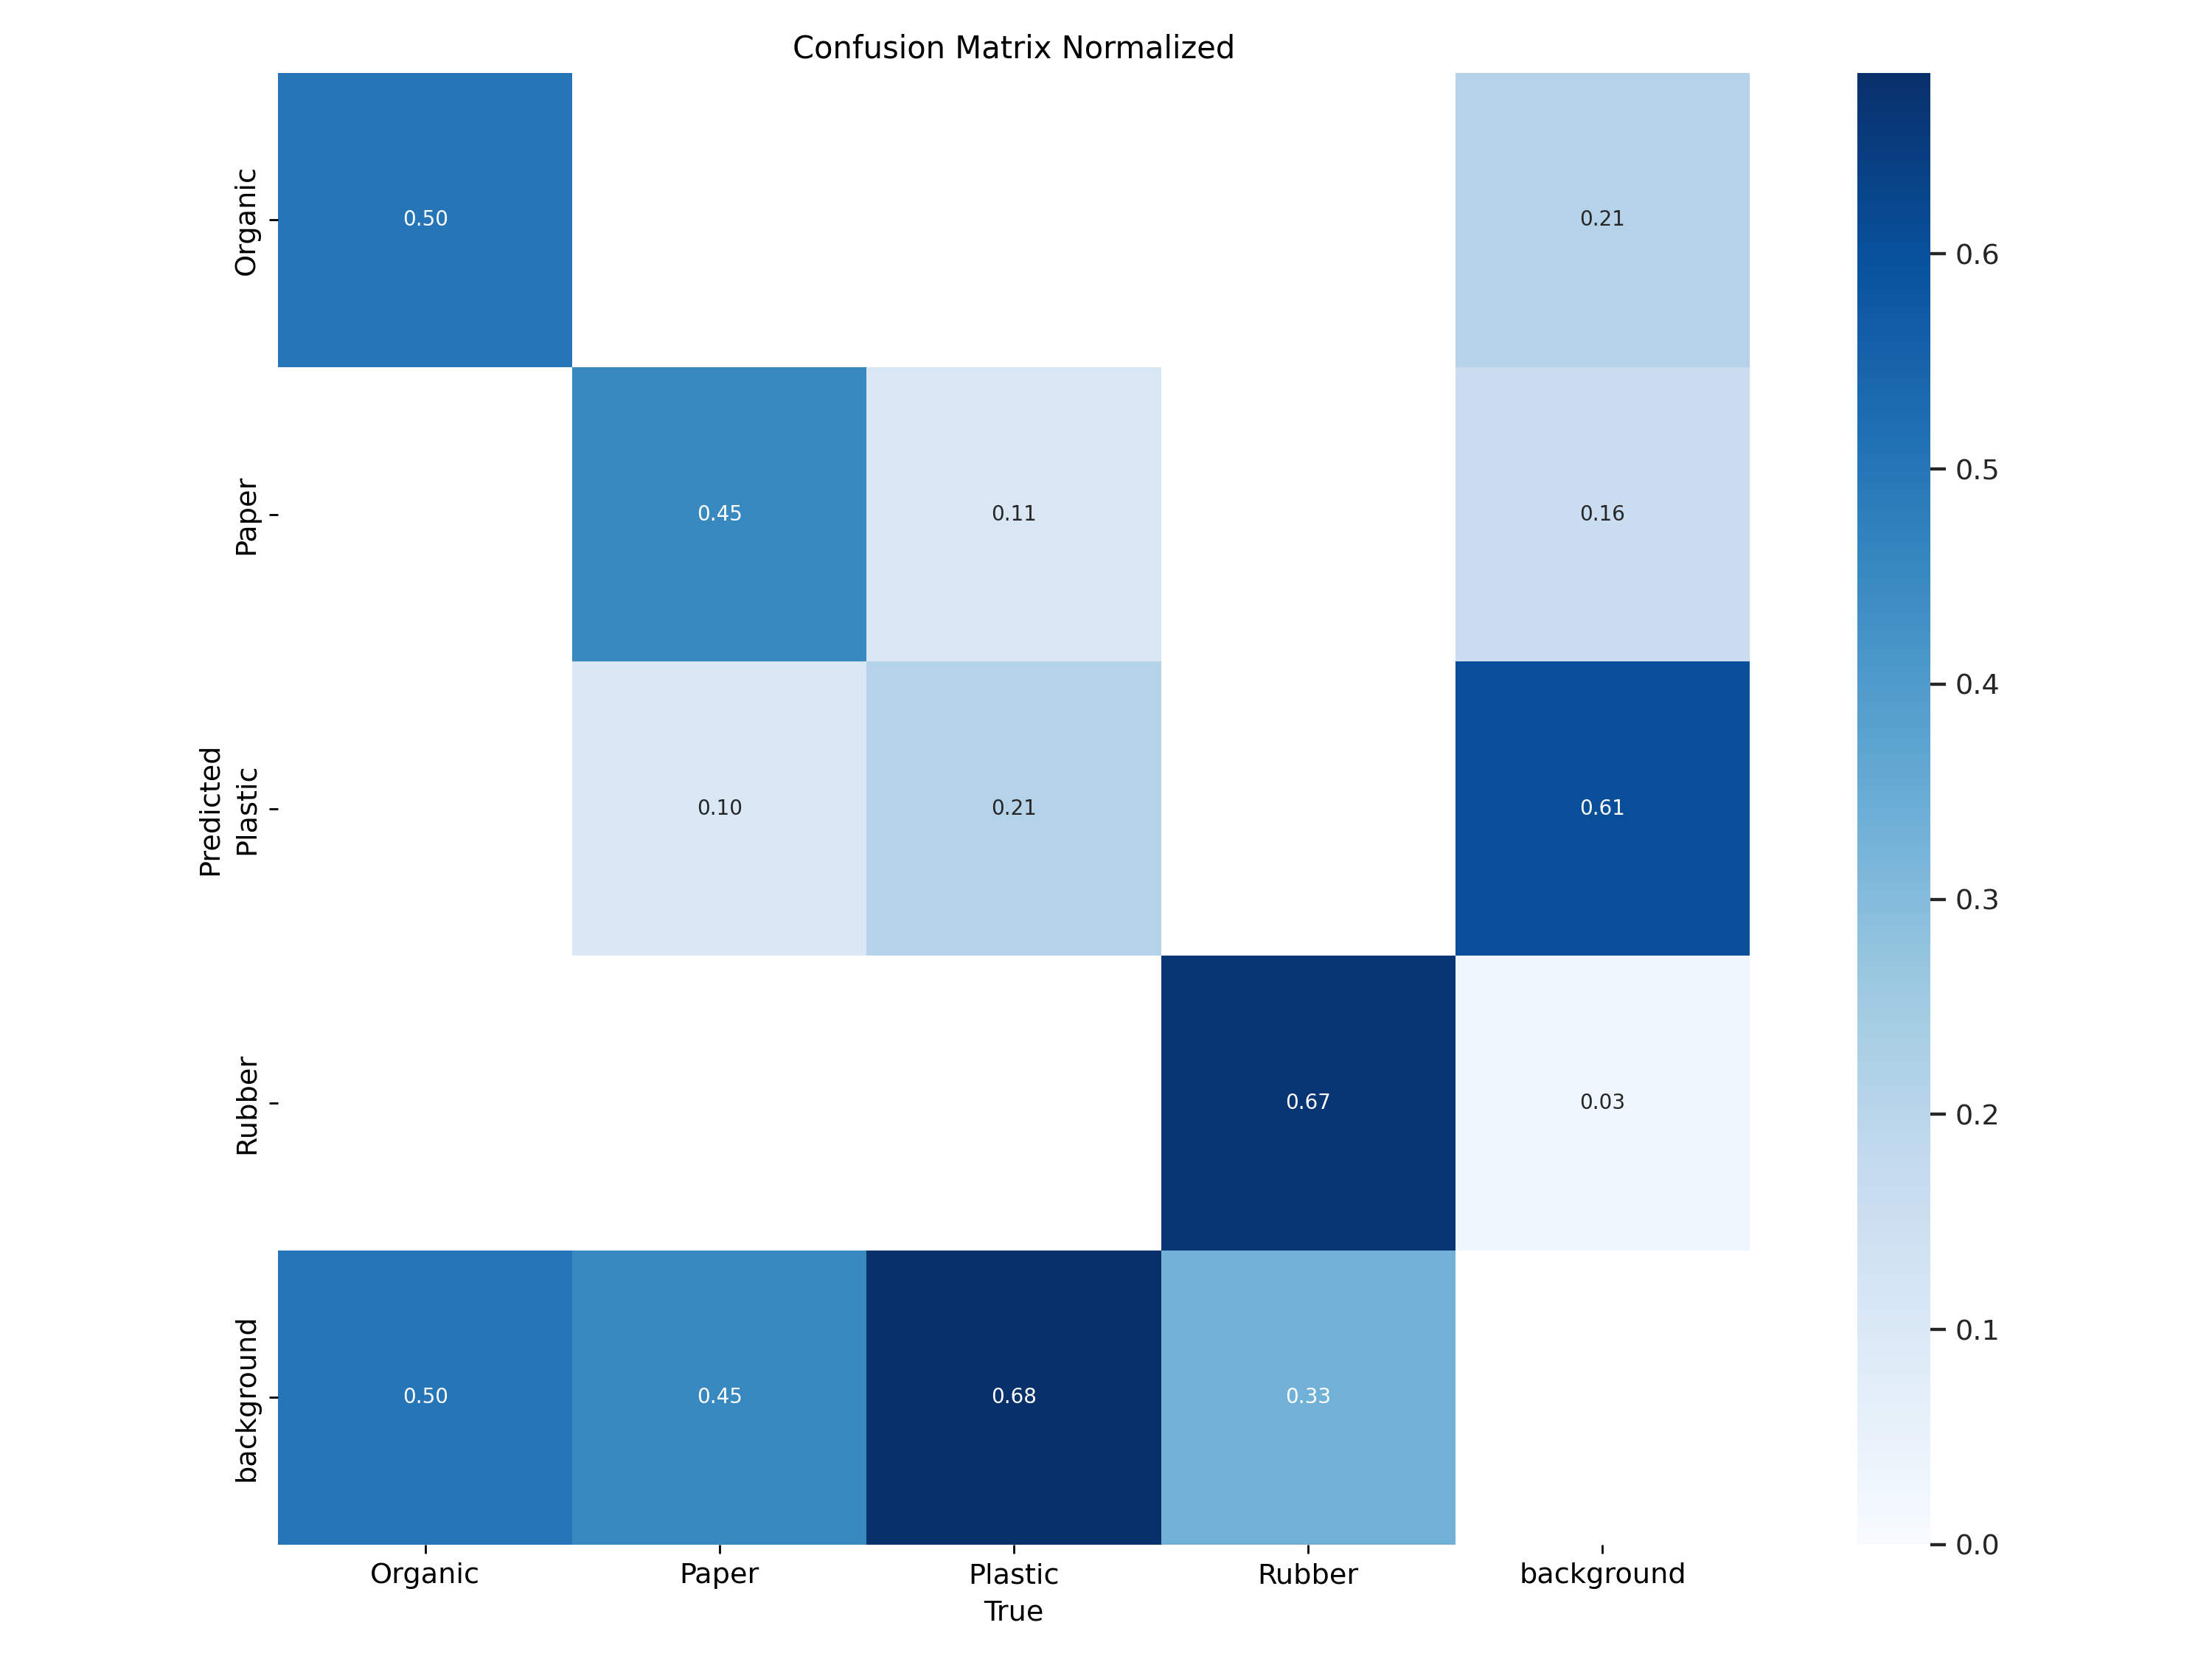 Confusion Matrix Normalized
Organic
0.50
0.21
0.6
Paper
0.45
0.11
0.16
0.5
0.4
Predicted
Plastic
0.10
0.21
0.61
0.3
Rubber
0.67
0.03
0.2
background
0.50
0.45
0.68
0.33
0.1
0.0
Organic Paper Plastic Rubber background
True